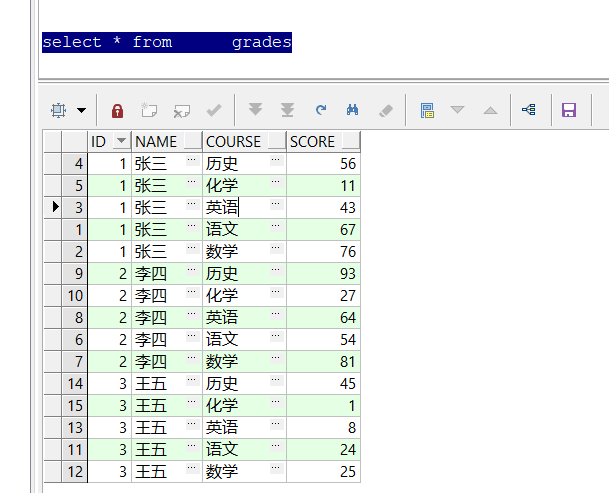 select * from      grades
ID NAME COURSE SCORE
4 1 张三 ... 历史 ... 56
5 1 张三 ... 化学 ... 11
3 1 张三 ... 英语 ... 43
1 1 张三 ... 语文 ... 67
2 1 张三 ... 数学 ... 76
9 2 李四 ... 历史 ... 93
10 2 李四 ... 化学 ... 27
8 2 李四 ... 英语 ... 64
6 2 李四 ... 语文 ... 54
7 2 李四 ... 数学 ... 81
14 3 王五 ... 历史 ... 45
15 3 王五 ... 化学 ... 1
13 3 王五 ... 英语 ... 8
11 3 王五 ... 语文 ... 24
12 3 王五 ... 数学 ... 25